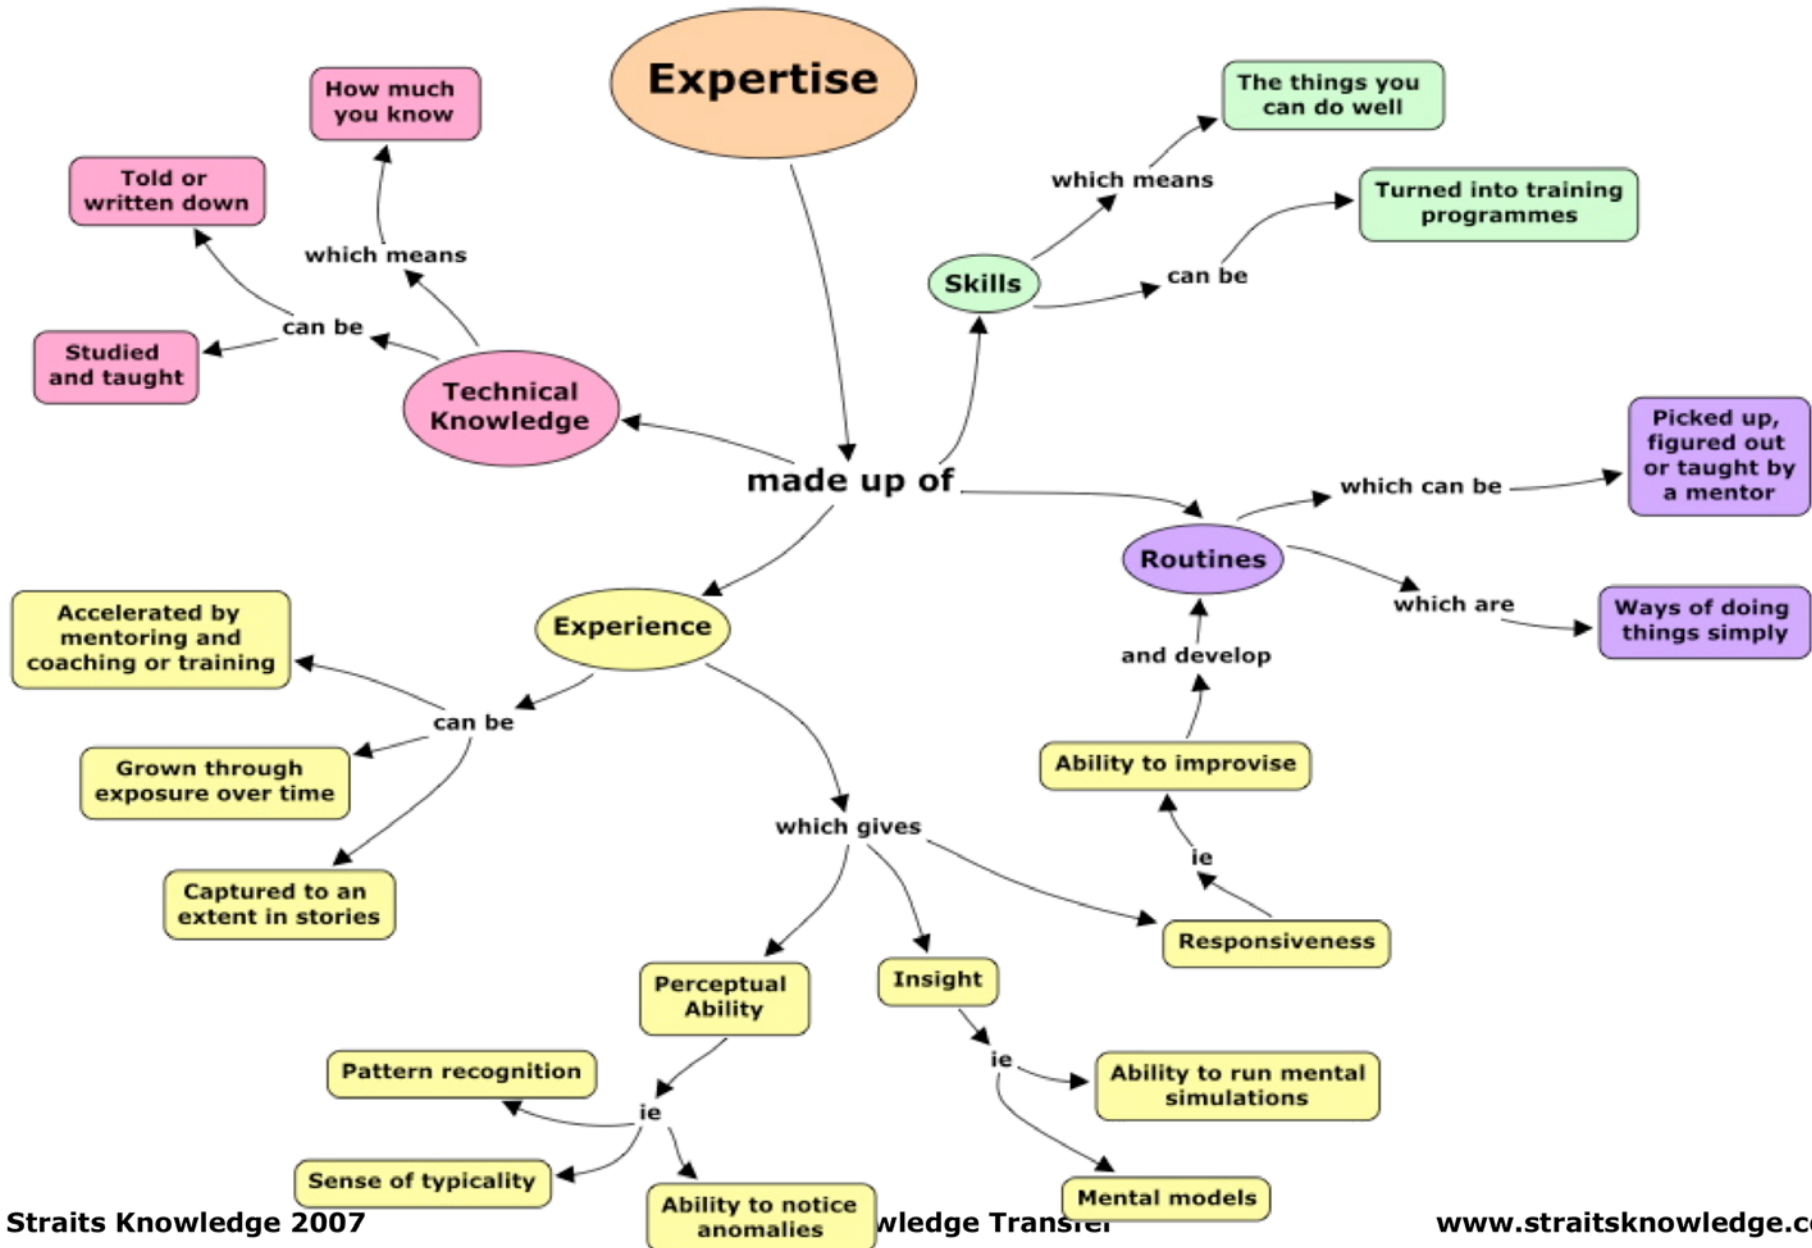 Expertise
How much
you know
The things you
can do well
Told or
written down
which means
Turned into training
programmes
which means
can be
Skills
can be
Studied
and taught
Technical
Knowledge
made up of
Picked up,
figured out
or taught by
a mentor
which can be
Routines
which are
Ways of doing
things simply
Accelerated by
mentoring and
coaching or training
Experience
and develop
can be
Grown through
exposure over time
Ability to improvise
which gives
ie
Captured to an
extent in stories
Responsiveness
Perceptual
Ability
Insight
ie
Pattern recognition
Ability to run mental
simulations
ie
Sense of typicality
Ability to notice
anomalies
Mental models
Straits Knowledge 2007
wledge Transfer
www.straitsknowledge.co